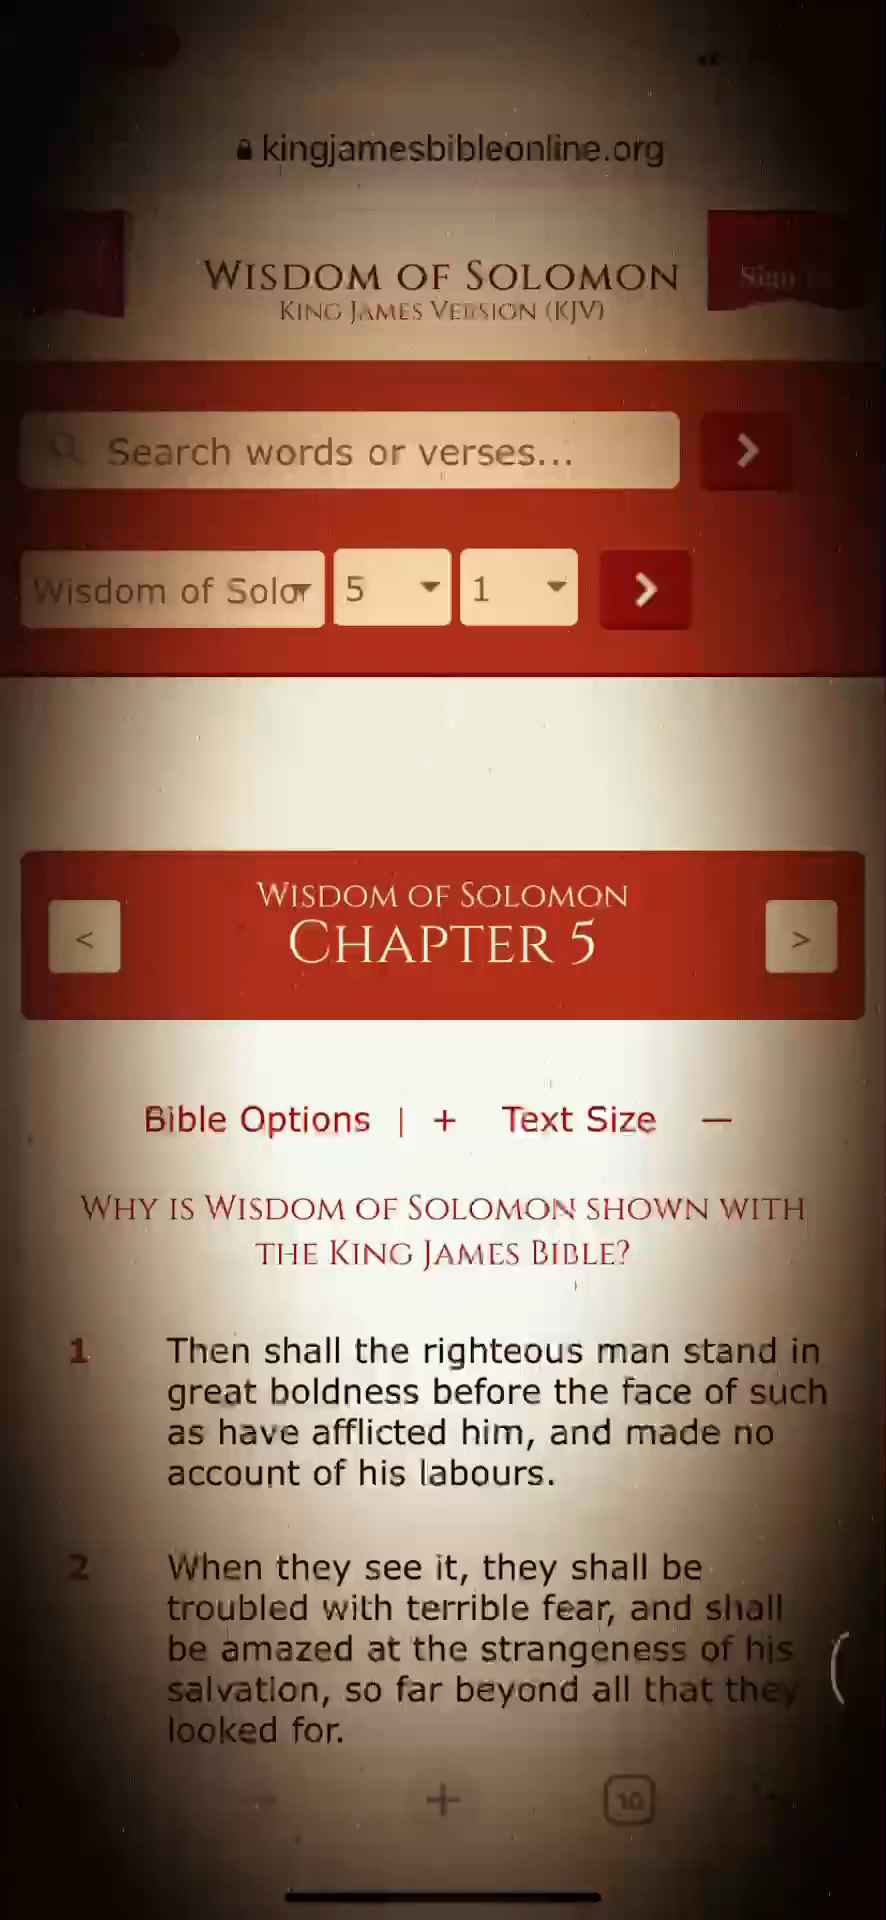 kingjamesbibleonline.org
WISDOM OF SOLOMON
KING JAMES VERSION (KJV)
Sign
Search words or verses...
Wisdom of Solo
5
1
WISDOM OF SOLOMON
<
CHAPTER 5
>
Bible Options | + Text Size —
WHY IS WISDOM OF SOLOMON SHOWN WITH
THE KING JAMES BIBLE?
1 Then shall the righteous man stand in
great boldness before the face of such
as have afflicted him, and made no
account of his labours.
2 When they see it, they shall be
troubled with terrible fear, and shall
be amazed at the strangeness of his
salvation, so far beyond all that they
looked for.
10